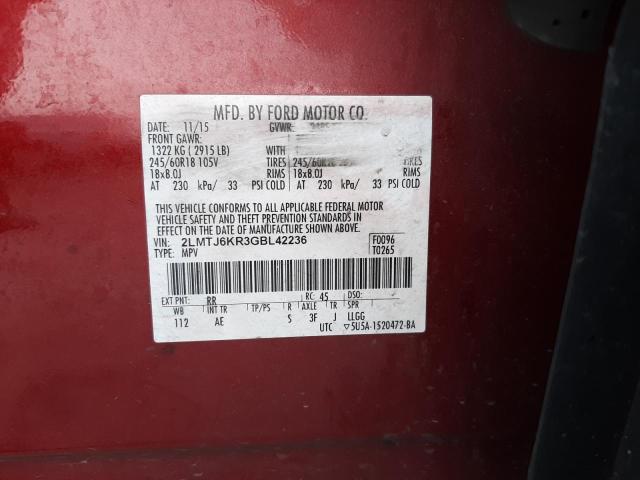 MFD. BY FORD MOTOR CO.
DATE: 11/15 GVWR:
FRONT GAWR:
1322 KG ( 2915 LB) WITH
245/60R18 105V TIRES 245/60R18 TIRES
18x8.0J RIMS 18x8.0J RIMS
AT 230 kPa/ 33 PSI COLD AT 230 kPa/ 33 PSI COLD
THIS VEHICLE CONFORMS TO ALL APPLICABLE FEDERAL MOTOR
VEHICLE SAFETY AND THEFT PREVENTION STANDARDS IN
EFFECT ON THE DATE OF MANUFACTURE SHOWN ABOVE.
VIN: 2LMTJ6KR3GBL42236 F0096
TYPE: MPV T0265
EXT PNT: RR RC: 45 DSO:
WB INT TR TP/PS R AXLE TR SPR
112 AE S 3F J LLGG
UTC ▽5U5A-1520472-BA